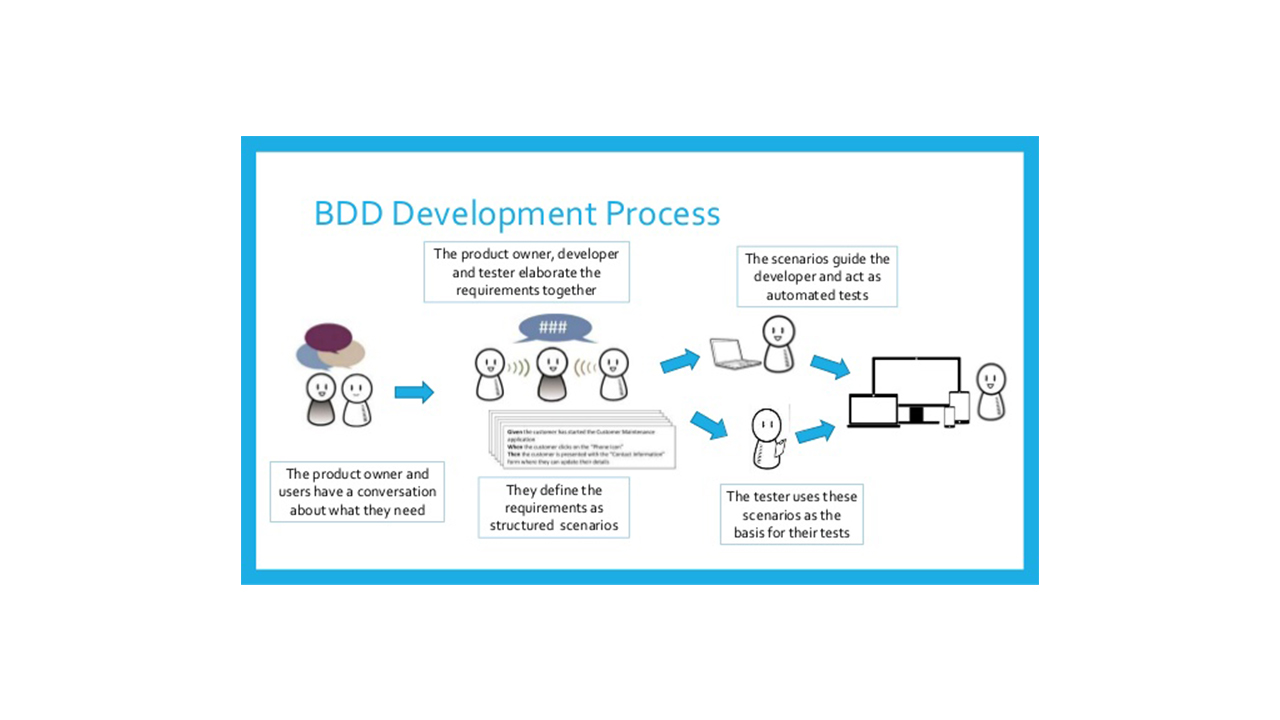 BDD Development Process
The product owner, developer
and tester elaborate the
requirements together
The scenarios guide the
developer and act as
automated tests
###
Given the customer has started the Customer Maintenance
application
When the customer clicks on the "Phone icon"
Then the customer is presented with the "Contact Information"
form where they can update their details
The product owner and
users have a conversation
about what they need
They define the
requirements as
structured scenarios
The tester uses these
scenarios as the
basis for their tests